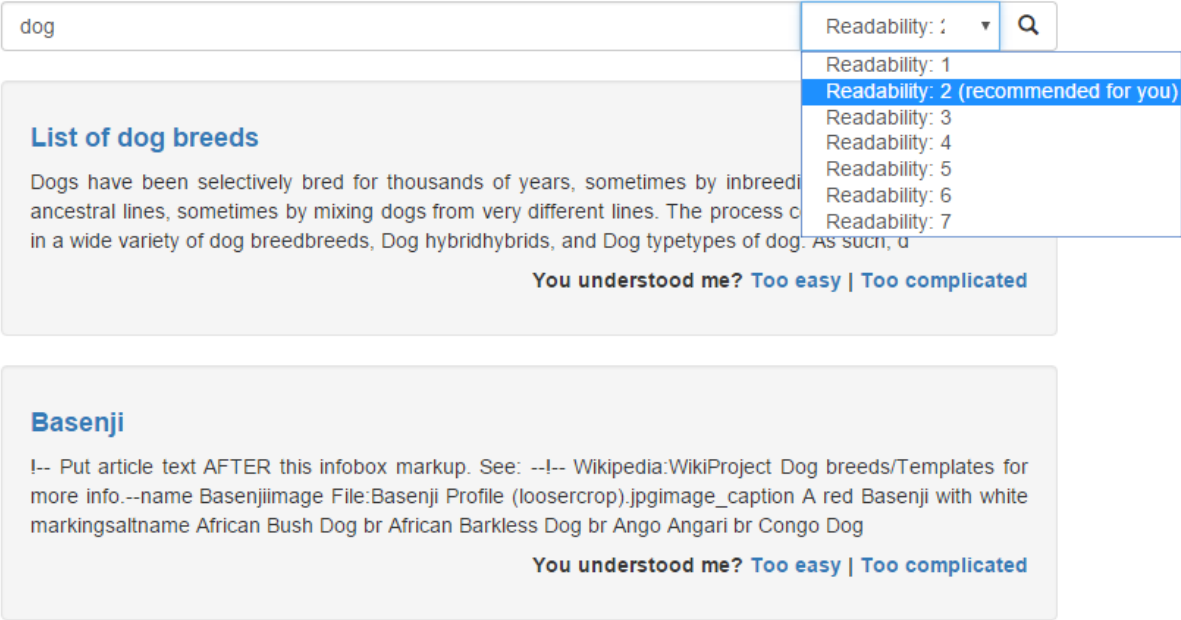 dog
Readability: 2
Readability: 1
Readability: 2 (recommended for you)
Readability: 3
Readability: 4
Readability: 5
Readability: 6
Readability: 7
List of dog breeds
Dogs have been selectively bred for thousands of years, sometimes by
ancestral lines, sometimes by mixing dogs from very different lines. The process
in a wide variety of dog breedbreeds, Dog hybridhybrids, and Dog typetypes of dog. As such, d
You understood me? Too easy | Too complicated
Basenji
!-- Put article text AFTER this infobox markup. See: --!-- Wikipedia:WikiProject Dog breeds/Templates for
more info.--name Basenjiimage File:Basenji Profile (loosercrop).jpgimage_caption A red Basenji with white
markingsaltname African Bush Dog br African Barkless Dog br Ango Angari br Congo Dog
You understood me? Too easy | Too complicated